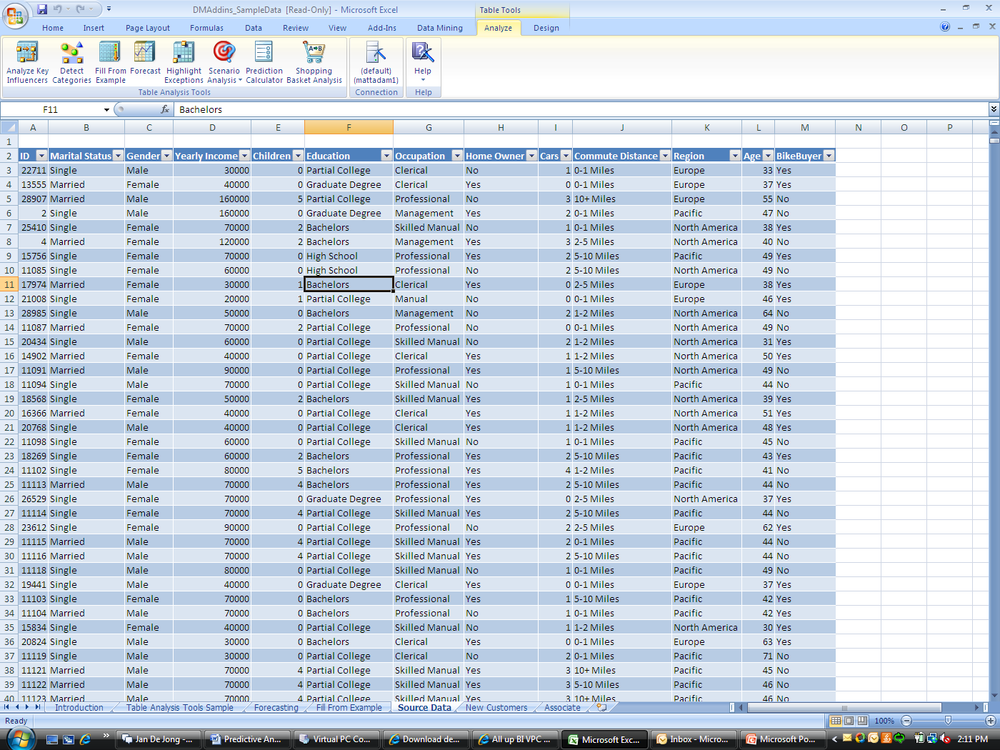 DMAddins_SampleData [Read-Only] - Microsoft Excel
Table Tools
Home Insert Page Layout Formulas Data Review View Add-Ins Data Mining Analyze Design
Analyze Key Influencers
Detect Categories
Fill From Example
Forecast
Highlight Exceptions
Scenario Analysis
Prediction Calculator
Shopping Basket Analysis
(default) (mattadam1)
Help
Table Analysis Tools Connection Help
F11 fx Bachelors
A B C D E F G H I J K L M N O P
1
2 ID Marital Status Gender Yearly Income Children Education Occupation Home Owner Cars Commute Distance Region Age BikeBuyer
3 22711 Single Male 30000 0 Partial College Clerical No 1 0-1 Miles Europe 33 Yes
4 13555 Married Female 40000 0 Graduate Degree Clerical Yes 0 0-1 Miles Europe 37 Yes
5 28907 Married Male 160000 5 Partial College Professional No 3 10+ Miles Europe 55 No
6 2 Single Male 160000 0 Graduate Degree Management Yes 2 0-1 Miles Pacific 47 No
7 25410 Single Female 70000 2 Bachelors Skilled Manual No 1 0-1 Miles North America 38 Yes
8 4 Married Female 120000 2 Bachelors Management Yes 3 2-5 Miles North America 40 No
9 15756 Single Female 70000 0 High School Professional Yes 2 5-10 Miles Pacific 49 Yes
10 11085 Single Female 60000 0 High School Professional No 2 5-10 Miles North America 49 No
11 17974 Married Female 30000 1 Bachelors Clerical Yes 0 2-5 Miles Europe 38 Yes
12 21008 Single Female 20000 1 Partial College Manual No 0 0-1 Miles Europe 46 Yes
13 28985 Single Male 50000 0 Bachelors Management No 2 1-2 Miles North America 64 No
14 11087 Married Female 70000 2 Partial College Professional No 0 0-1 Miles North America 49 No
15 20434 Single Male 60000 0 Partial College Skilled Manual No 2 1-2 Miles North America 31 Yes
16 14902 Married Female 40000 0 Partial College Clerical Yes 1 1-2 Miles North America 50 Yes
17 11091 Married Male 90000 0 Partial College Professional Yes 1 5-10 Miles North America 49 No
18 11094 Single Male 70000 0 Partial College Skilled Manual No 1 0-1 Miles Pacific 44 No
19 18568 Single Female 50000 2 Bachelors Skilled Manual Yes 1 2-5 Miles North America 39 Yes
20 16366 Married Female 40000 0 Partial College Clerical Yes 1 1-2 Miles North America 51 Yes
21 20768 Single Male 40000 0 Partial College Clerical Yes 1 1-2 Miles North America 48 Yes
22 11098 Single Female 60000 0 Partial College Skilled Manual No 1 0-1 Miles Pacific 45 No
23 18269 Single Female 60000 2 Bachelors Professional Yes 2 5-10 Miles Pacific 43 Yes
24 11102 Single Female 80000 5 Bachelors Professional Yes 4 1-2 Miles Pacific 41 No
25 11113 Married Male 70000 4 Bachelors Professional Yes 2 5-10 Miles Pacific 44 No
26 26529 Single Female 70000 0 Graduate Degree Professional Yes 0 2-5 Miles North America 37 Yes
27 11114 Single Female 70000 4 Partial College Skilled Manual Yes 2 5-10 Miles Pacific 44 No
28 23612 Single Female 90000 0 Partial College Professional No 2 2-5 Miles Europe 62 Yes
29 11115 Married Male 70000 4 Partial College Skilled Manual Yes 2 0-1 Miles Pacific 44 No
30 11116 Married Male 70000 4 Partial College Skilled Manual Yes 2 5-10 Miles Pacific 44 No
31 11118 Single Male 80000 0 Partial College Skilled Manual No 1 0-1 Miles Pacific 49 No
32 19441 Single Male 40000 0 Graduate Degree Clerical Yes 0 0-1 Miles Europe 37 Yes
33 11103 Single Female 70000 0 Bachelors Professional Yes 1 5-10 Miles Pacific 42 Yes
34 11104 Married Male 70000 0 Bachelors Professional No 1 0-1 Miles Pacific 42 Yes
35 15834 Single Female 40000 0 Partial College Skilled Manual No 1 1-2 Miles North America 30 Yes
36 20824 Single Male 30000 0 Bachelors Clerical Yes 0 0-1 Miles Europe 63 Yes
37 11119 Single Male 30000 0 Partial College Clerical No 2 0-1 Miles Pacific 71 No
38 11121 Married Male 70000 4 Partial College Skilled Manual Yes 3 10+ Miles Pacific 45 No
39 11122 Married Male 70000 4 Partial College Skilled Manual Yes 3 5-10 Miles Pacific 46 No
40 11123 Married Male 70000 4 Partial College Skilled Manual Yes 3 10+ Miles Pacific 46 No
Introduction Table Analysis Tools Sample Forecasting Fill From Example Source Data New Customers Associate
Ready 100%
Jan De Jong -... Predictive An... Virtual PC Co... Download de... All up BI VPC ... Microsoft Exc... Inbox - Micro... Microsoft Po... 2:11 PM